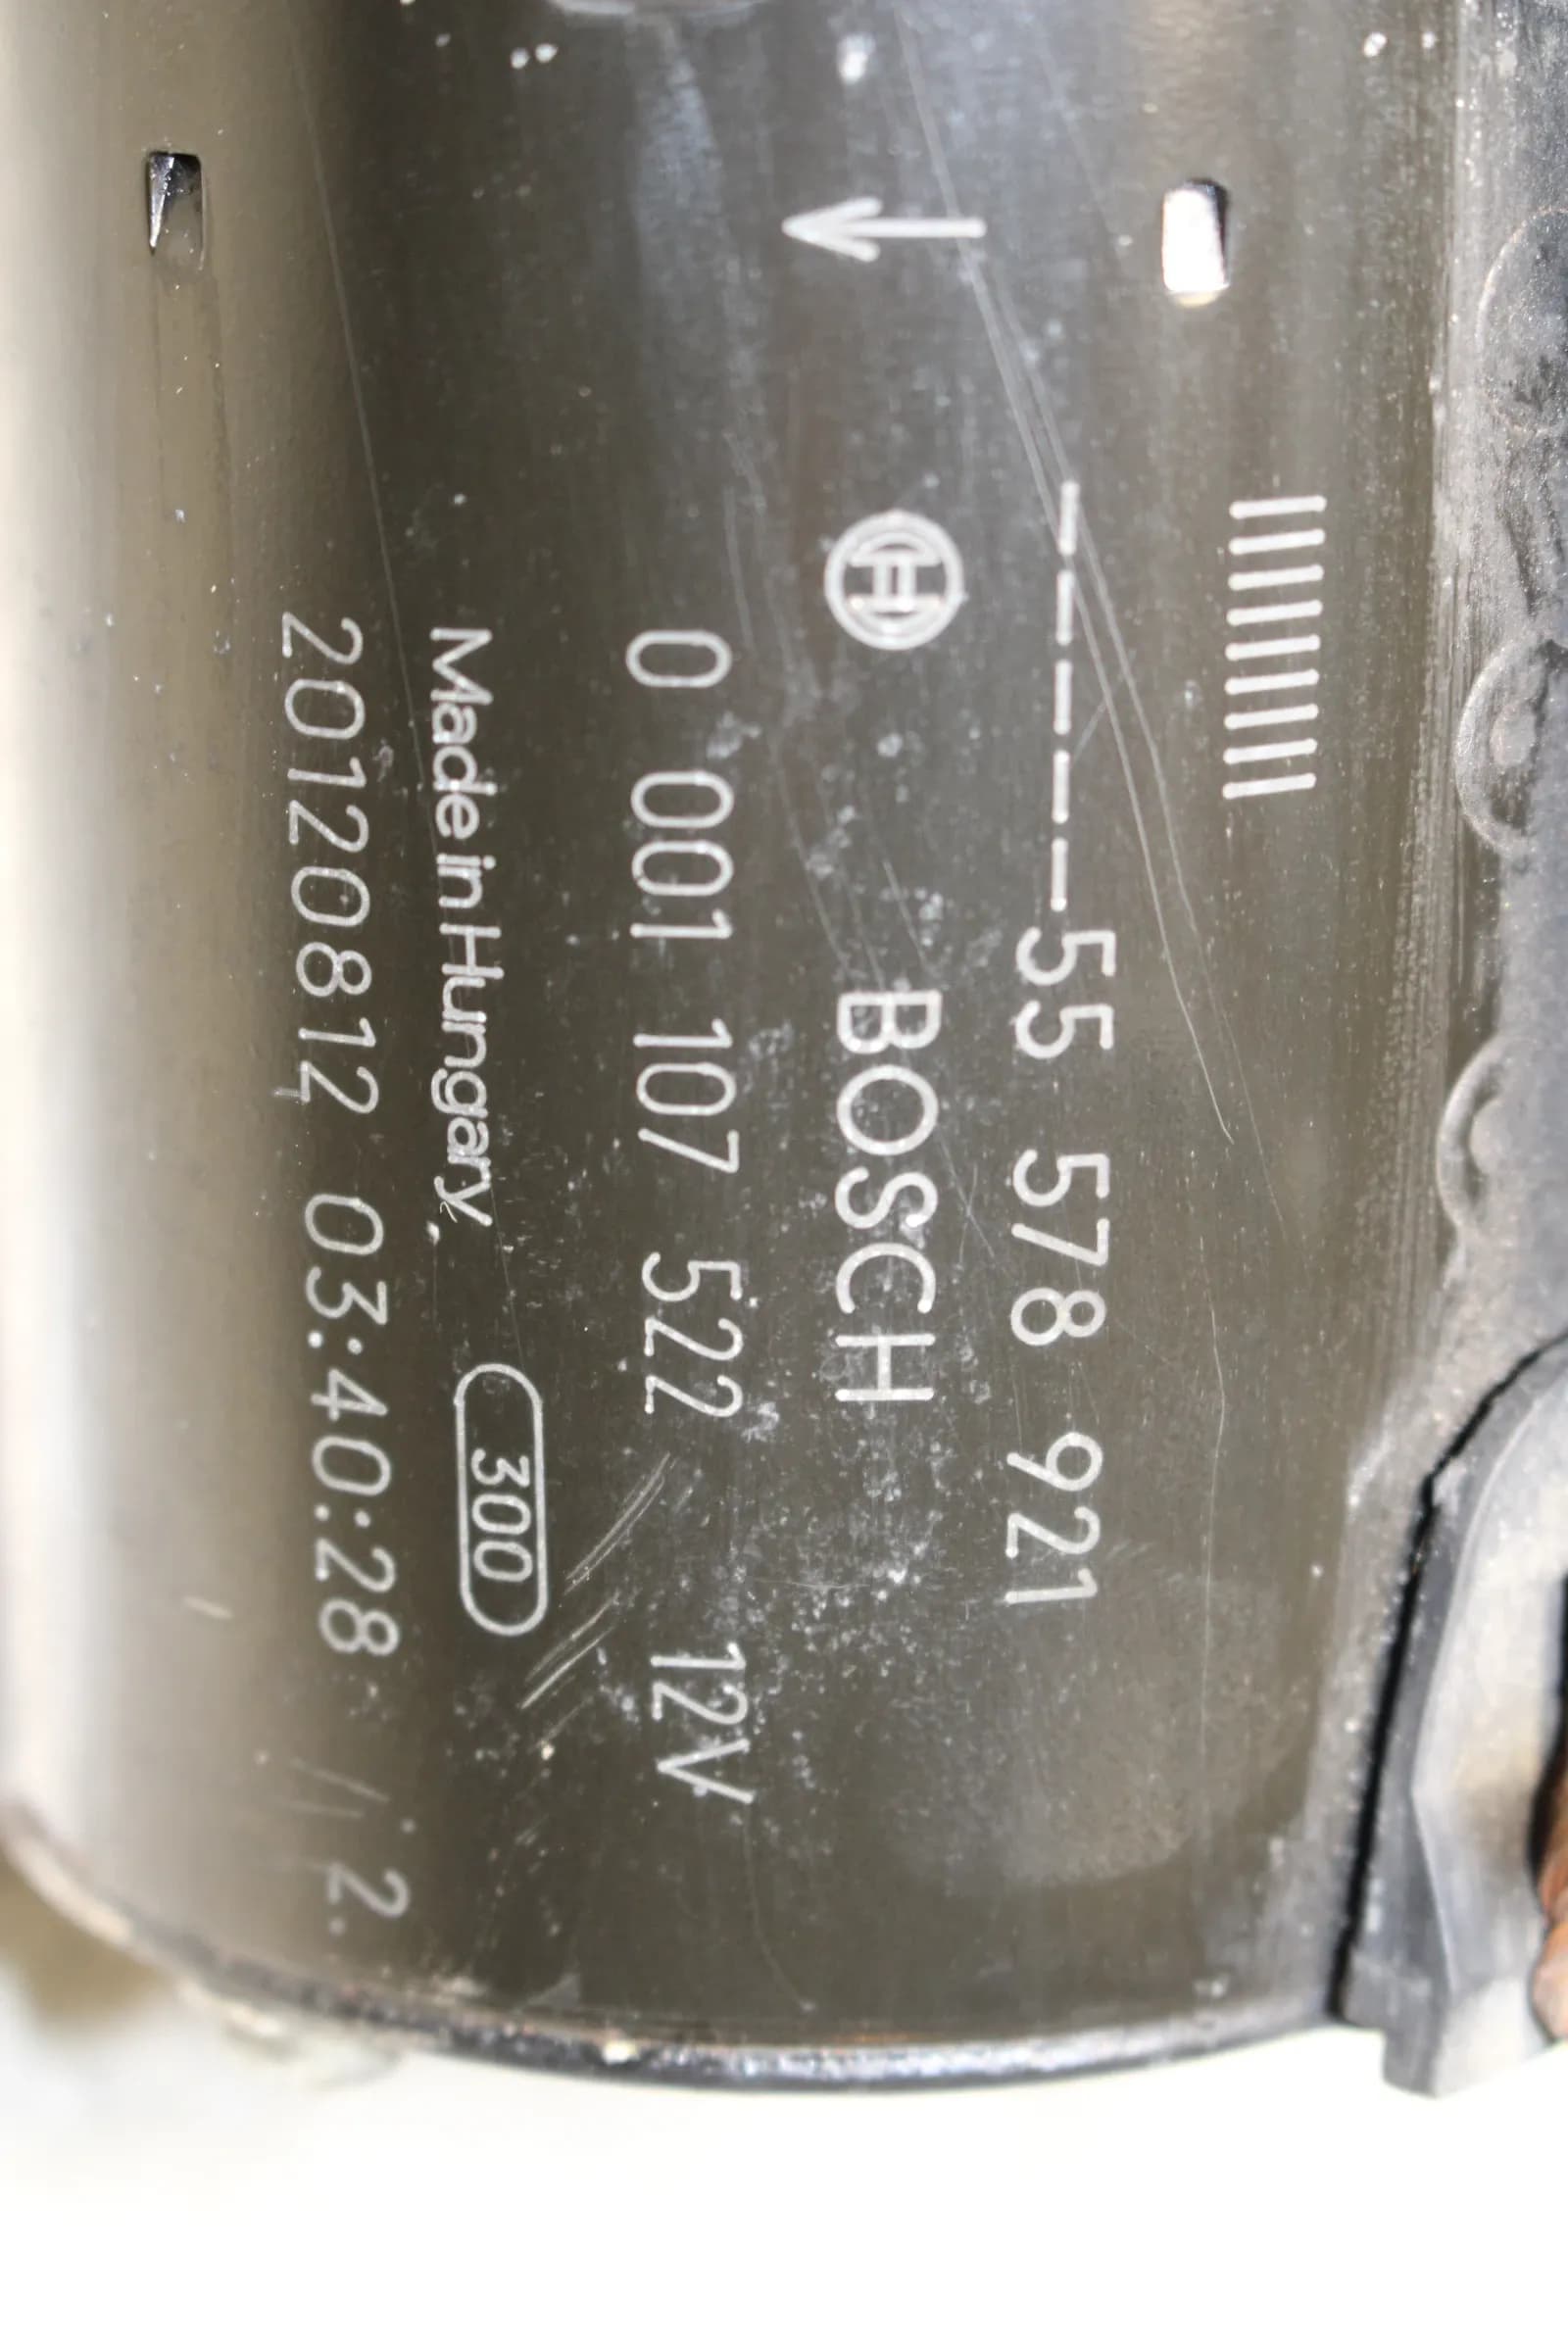 55 578 921
BOSCH
0 001 107 522 12V
Made in Hungary 300
20120812 03:40:28 2